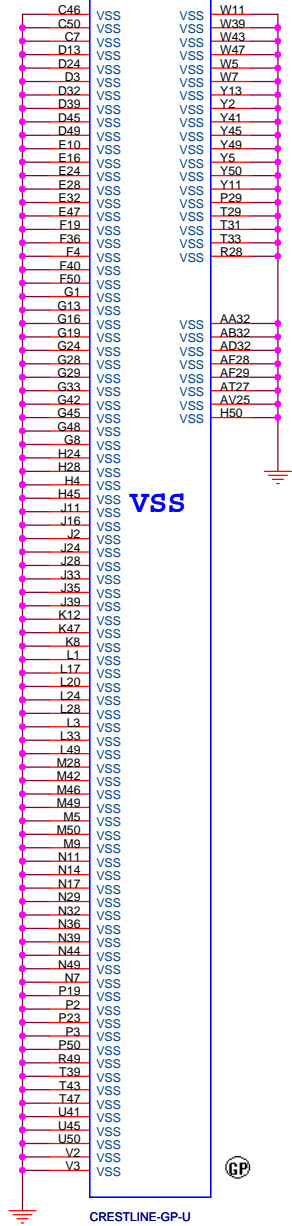 C46 VSS VSS W11
C50 VSS VSS W39
C7 VSS VSS W43
D13 VSS VSS W47
D24 VSS VSS W5
D3 VSS VSS W7
D32 VSS VSS Y13
D39 VSS VSS Y2
D45 VSS VSS Y41
D49 VSS VSS Y45
E10 VSS VSS Y49
E16 VSS VSS Y5
E24 VSS VSS Y50
E28 VSS VSS Y11
E32 VSS VSS P29
E47 VSS VSS T29
F19 VSS VSS T31
F36 VSS VSS T33
F4 VSS VSS R28
F40 VSS
F50 VSS
G1 VSS
G13 VSS
G16 VSS VSS AA32
G19 VSS VSS AB32
G24 VSS VSS AD32
G28 VSS VSS AF28
G29 VSS VSS AF29
G33 VSS VSS AT27
G42 VSS VSS AV25
G45 VSS VSS H50
G48 VSS
G8 VSS
H24 VSS
H28 VSS
H4 VSS
H45 VSS
VSS
J11 VSS
J16 VSS
J2 VSS
J24 VSS
J28 VSS
J33 VSS
J35 VSS
J39 VSS
K12 VSS
K47 VSS
K8 VSS
L1 VSS
L17 VSS
L20 VSS
L24 VSS
L28 VSS
L3 VSS
L33 VSS
L49 VSS
M28 VSS
M42 VSS
M46 VSS
M49 VSS
M5 VSS
M50 VSS
M9 VSS
N11 VSS
N14 VSS
N17 VSS
N29 VSS
N32 VSS
N36 VSS
N39 VSS
N44 VSS
N49 VSS
N7 VSS
P19 VSS
P2 VSS
P23 VSS
P3 VSS
P50 VSS
R49 VSS
T39 VSS
T43 VSS
T47 VSS
U41 VSS
U45 VSS
U50 VSS
V2 VSS
V3 VSS
GP
CRESTLINE-GP-U